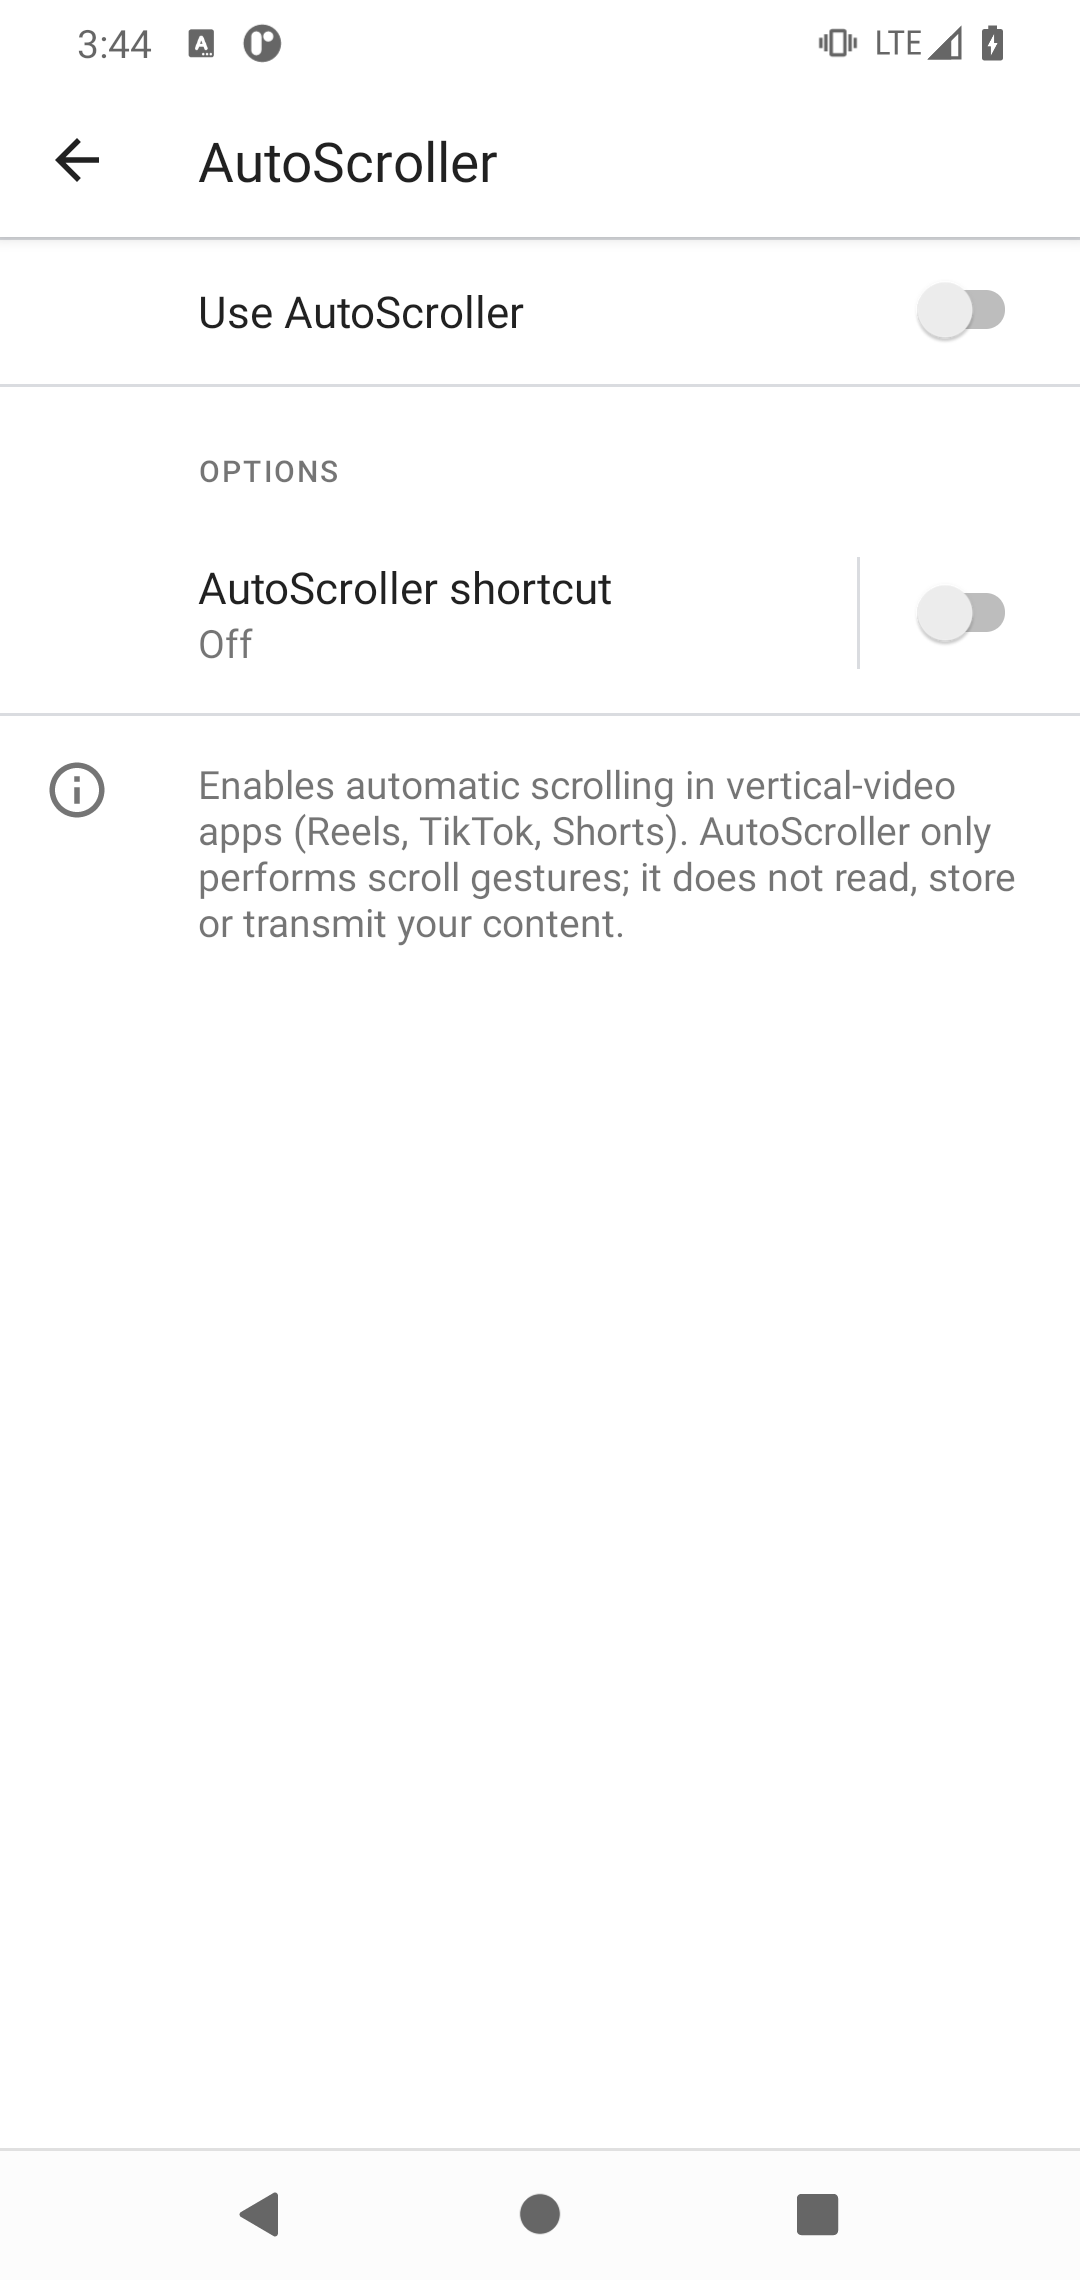 3:44
LTE
AutoScroller
Use AutoScroller
OPTIONS
AutoScroller shortcut
Off
Enables automatic scrolling in vertical-video
apps (Reels, TikTok, Shorts). AutoScroller only
performs scroll gestures; it does not read, store
or transmit your content.